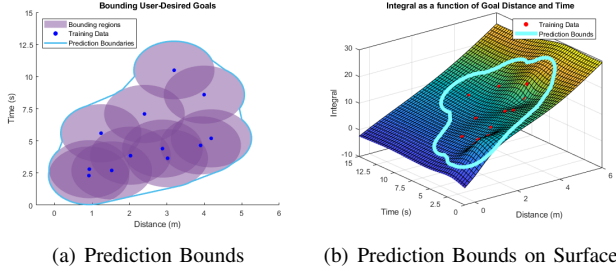 Bounding User-Desired Goals
Bounding regions
Training Data
Prediction Boundaries
Time (s)
15
12.5
10
7.5
5
2.5
0
0 1 2 3 4 5 6
Distance (m)
(a) Prediction Bounds
Integral as a function of Goal Distance and Time
Training Data
Prediction Bounds
Integral
30
20
10
0
-10
15
12.5
10
7.5
5
2.5
0
Time (s)
0 2 4 6
Distance (m)
(b) Prediction Bounds on Surface